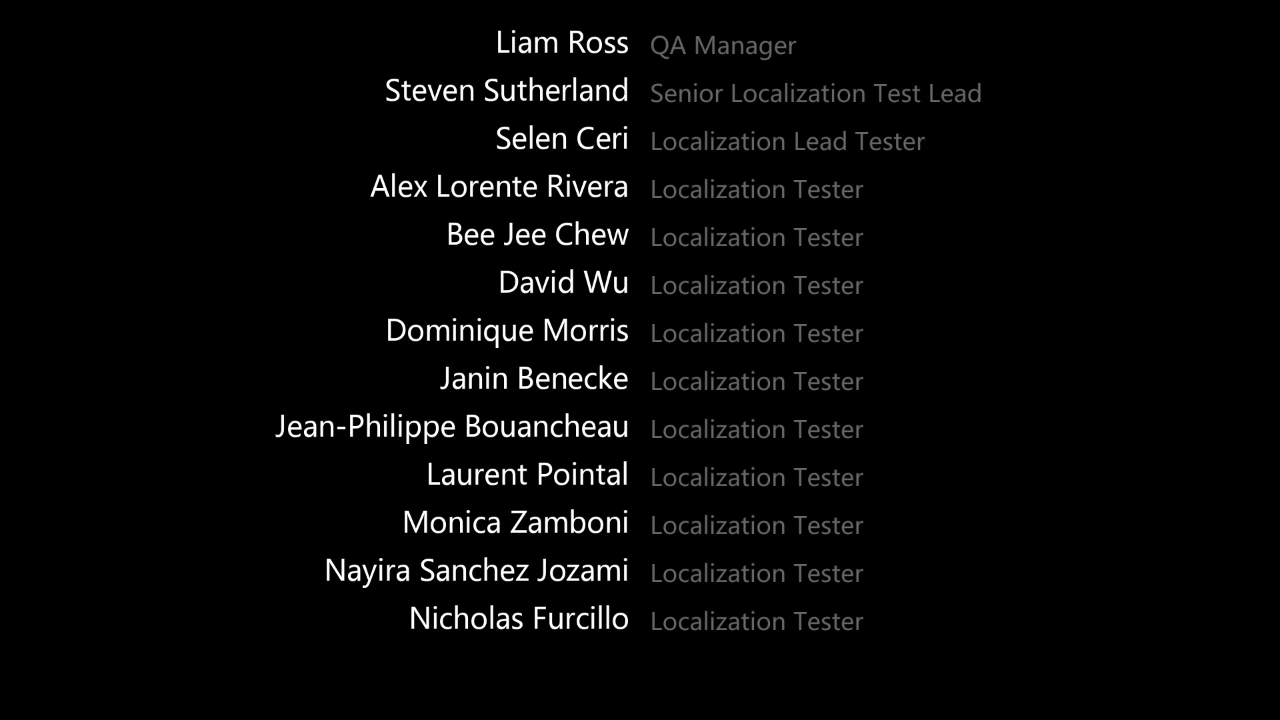 Liam Ross QA Manager
Steven Sutherland Senior Localization Test Lead
Selen Ceri Localization Lead Tester
Alex Lorente Rivera Localization Tester
Bee Jee Chew Localization Tester
David Wu Localization Tester
Dominique Morris Localization Tester
Janin Benecke Localization Tester
Jean-Philippe Bouancheau Localization Tester
Laurent Pointal Localization Tester
Monica Zamboni Localization Tester
Nayira Sanchez Jozami Localization Tester
Nicholas Furcillo Localization Tester